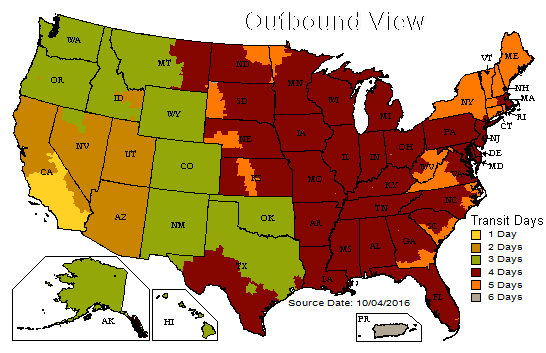 Outbound View
WA
OR
MT
ID
WY
ND
SD
NE
KS
MN
WI
MI
IA
IL
IN
OH
PA
NY
VT
ME
NH
MA
RI
CT
NJ
DE
MD
WV
VA
KY
MO
NC
TN
SC
AR
MS
AL
GA
LA
FL
CA
NV
UT
CO
AZ
NM
OK
TX
AK
HI
PR
Transit Days
1 Day
2 Days
3 Days
4 Days
5 Days
6 Days
Source Date: 10/04/2016